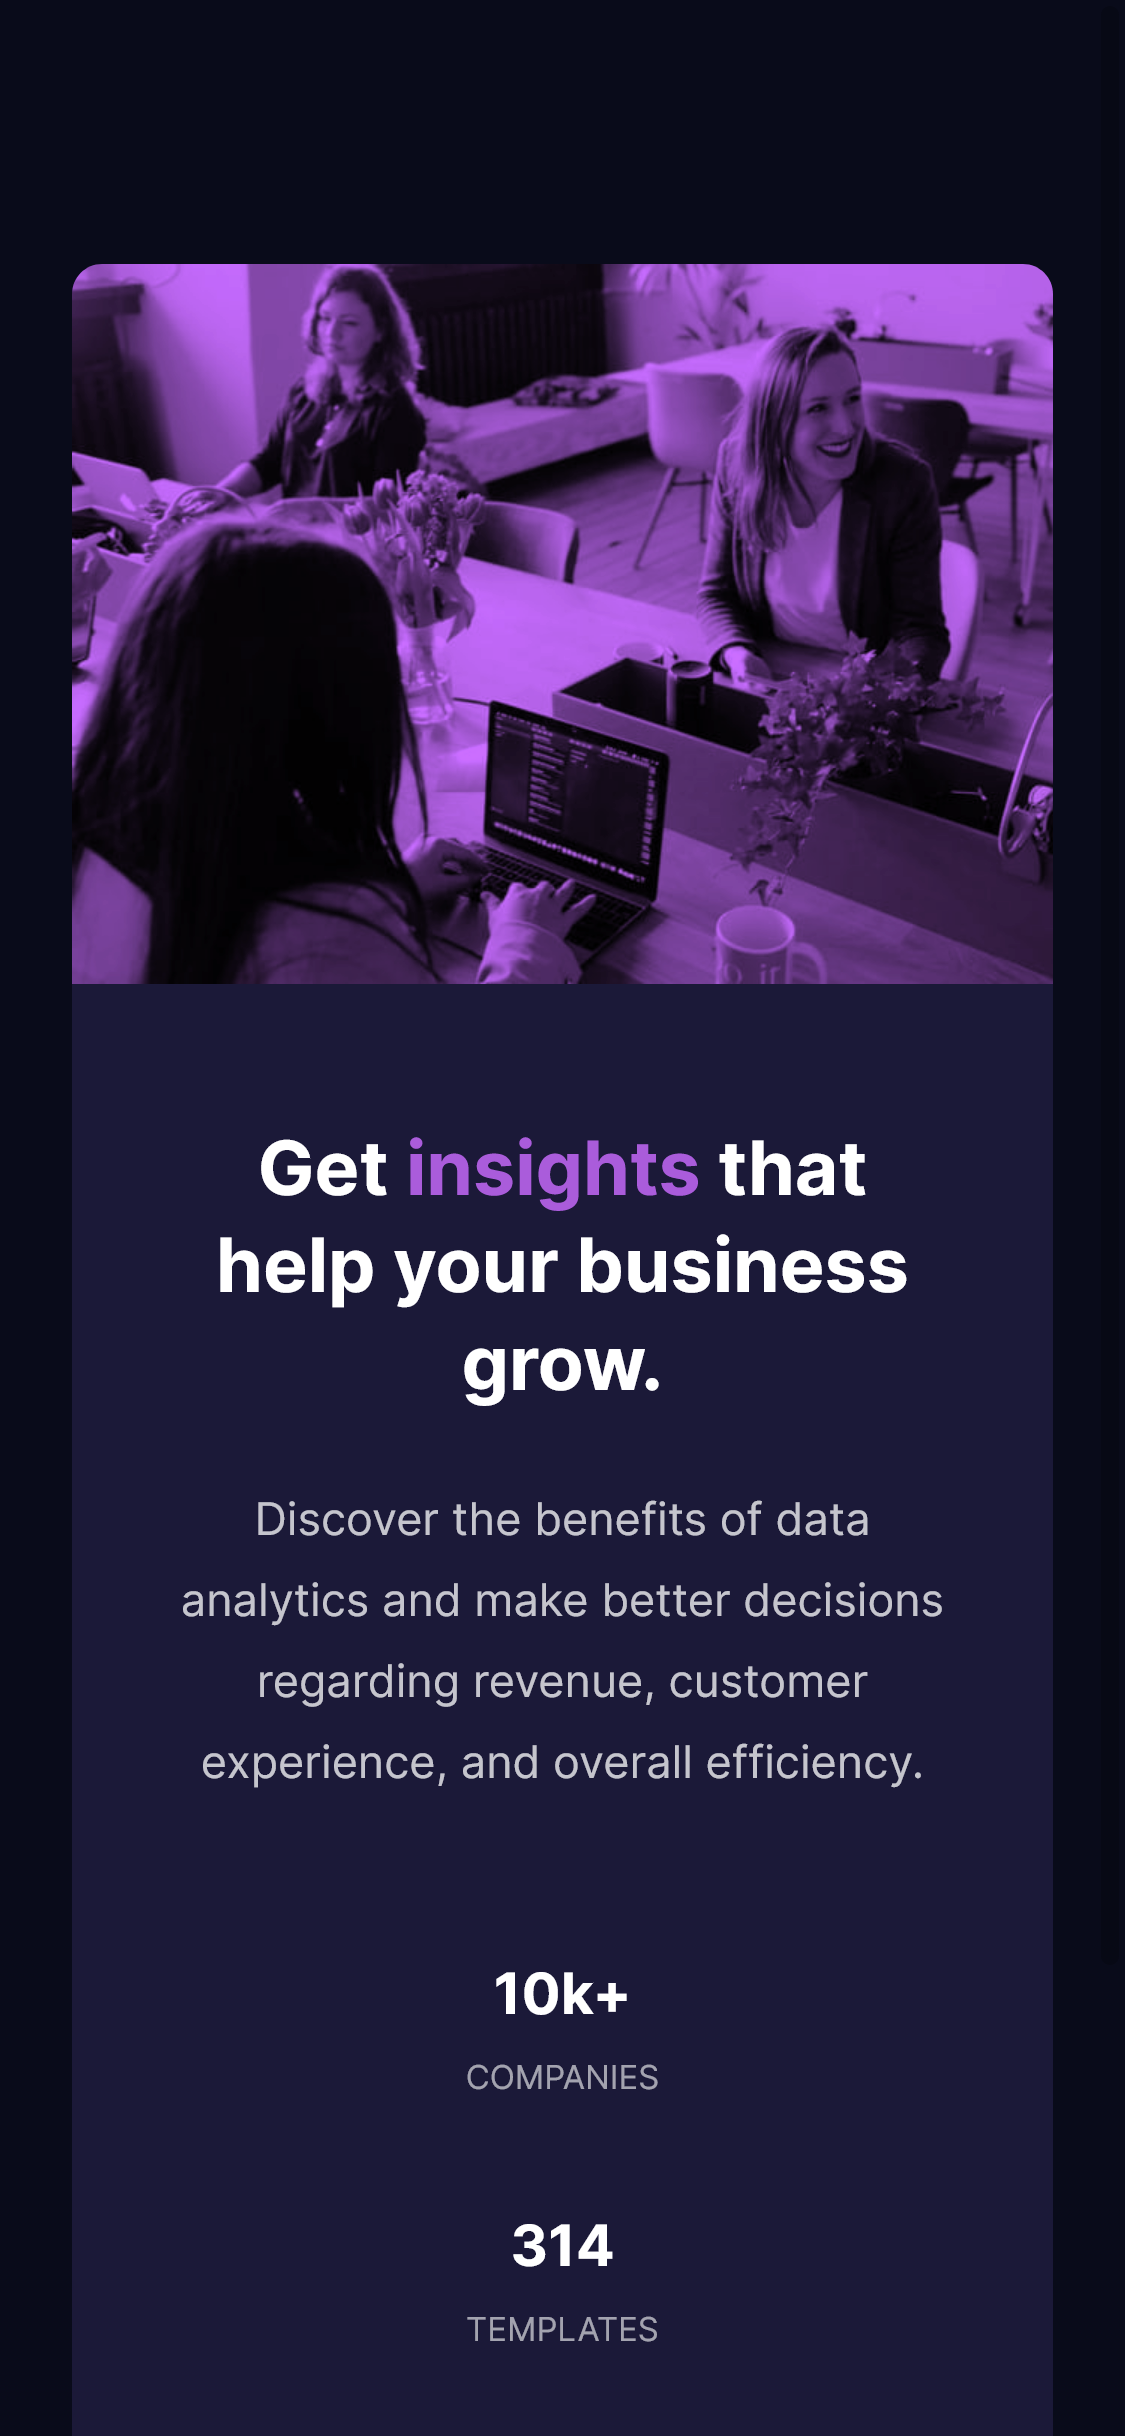 Get insights that
help your business
grow.
Discover the benefits of data
analytics and make better decisions
regarding revenue, customer
experience, and overall efficiency.
10k+
COMPANIES
314
TEMPLATES